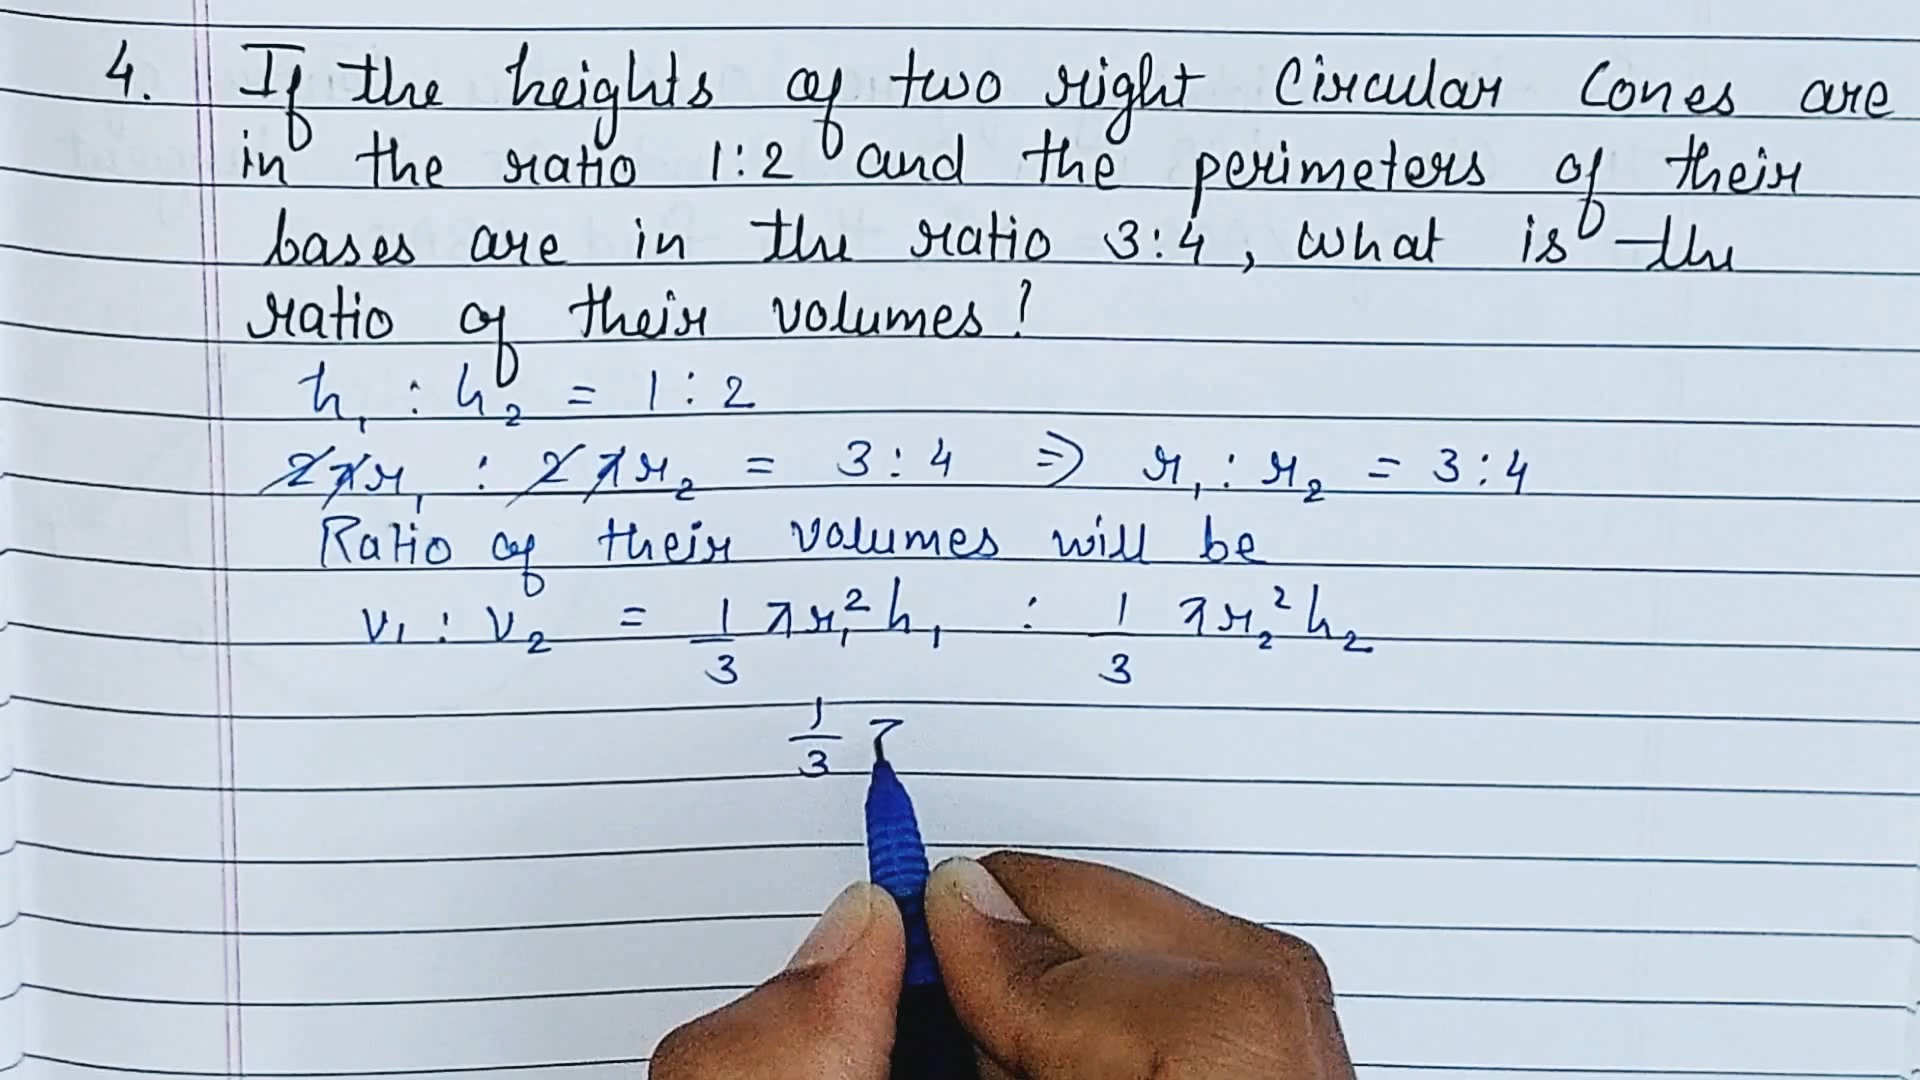 4. If the heights of two right Circular Cones are
in the ratio 1:2 and the perimeters of their
bases are in the ratio 3:4, what is the
ratio of their volumes?
h₁ : h₂ = 1 : 2
2πr₁ : 2πr₂ = 3 : 4 ⇒ r₁ : r₂ = 3 : 4
Ratio of their volumes will be
V₁ : V₂ = 1/3 πr₁²h₁ : 1/3 πr₂²h₂
1/3